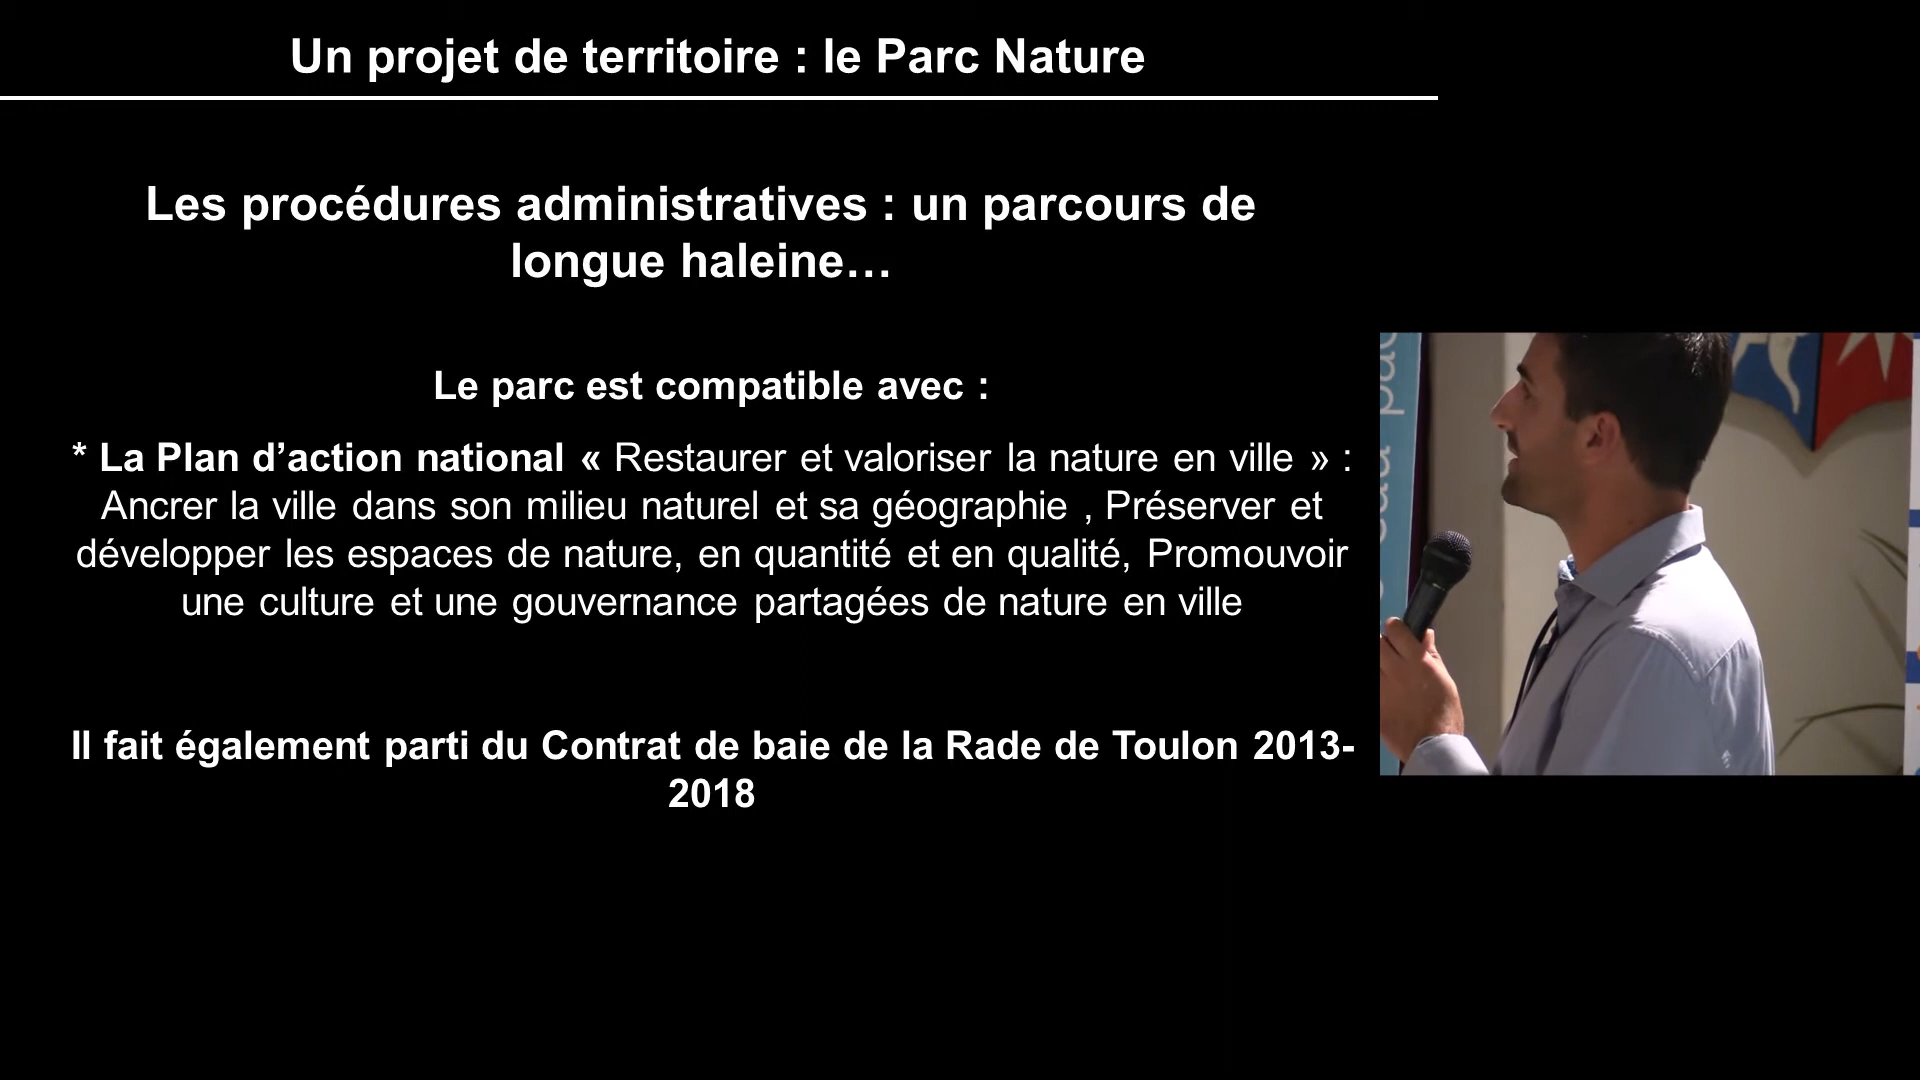 Un projet de territoire : le Parc Nature
Les procédures administratives : un parcours de
longue haleine…
Le parc est compatible avec :
* La Plan d’action national « Restaurer et valoriser la nature en ville » :
Ancrer la ville dans son milieu naturel et sa géographie , Préserver et
développer les espaces de nature, en quantité et en qualité, Promouvoir
une culture et une gouvernance partagées de nature en ville
Il fait également parti du Contrat de baie de la Rade de Toulon 2013-
2018